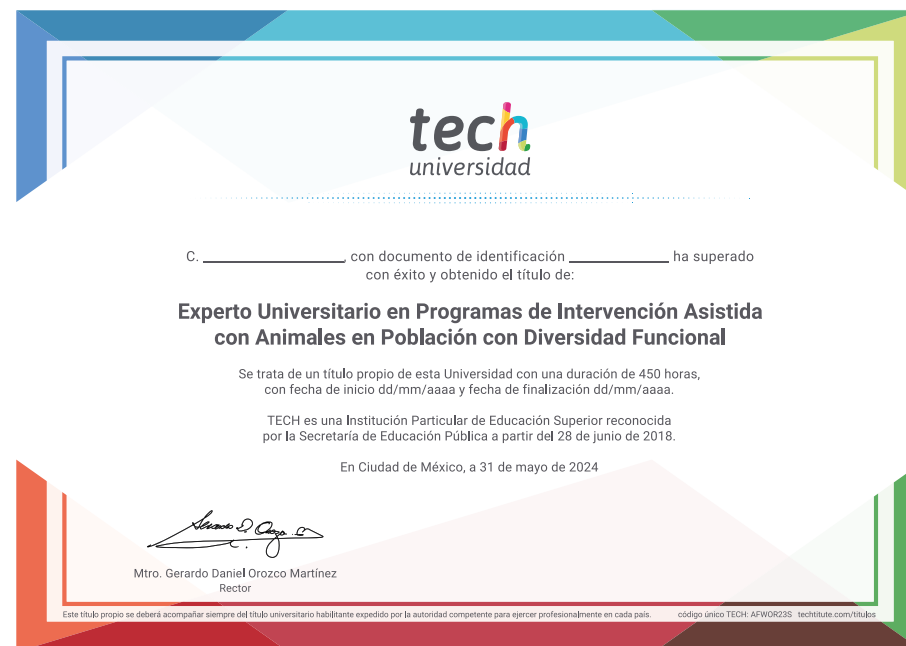 tech
universidad
C. ____________, con documento de identificación ____________ ha superado
con éxito y obtenido el título de:
Experto Universitario en Programas de Intervención Asistida
con Animales en Población con Diversidad Funcional
Se trata de un título propio de esta Universidad con una duración de 450 horas,
con fecha de inicio dd/mm/aaaa y fecha de finalización dd/mm/aaaa.
TECH es una Institución Particular de Educación Superior reconocida
por la Secretaría de Educación Pública a partir del 28 de junio de 2018.
En Ciudad de México, a 31 de mayo de 2024
Mtro. Gerardo Daniel Orozco Martínez
Rector
Este título propio se deberá acompañar siempre del título universitario habilitante expedido por la autoridad competente para ejercer profesionalmente en cada país. código único TECH: AFWOR23S techtitute.com/titulos